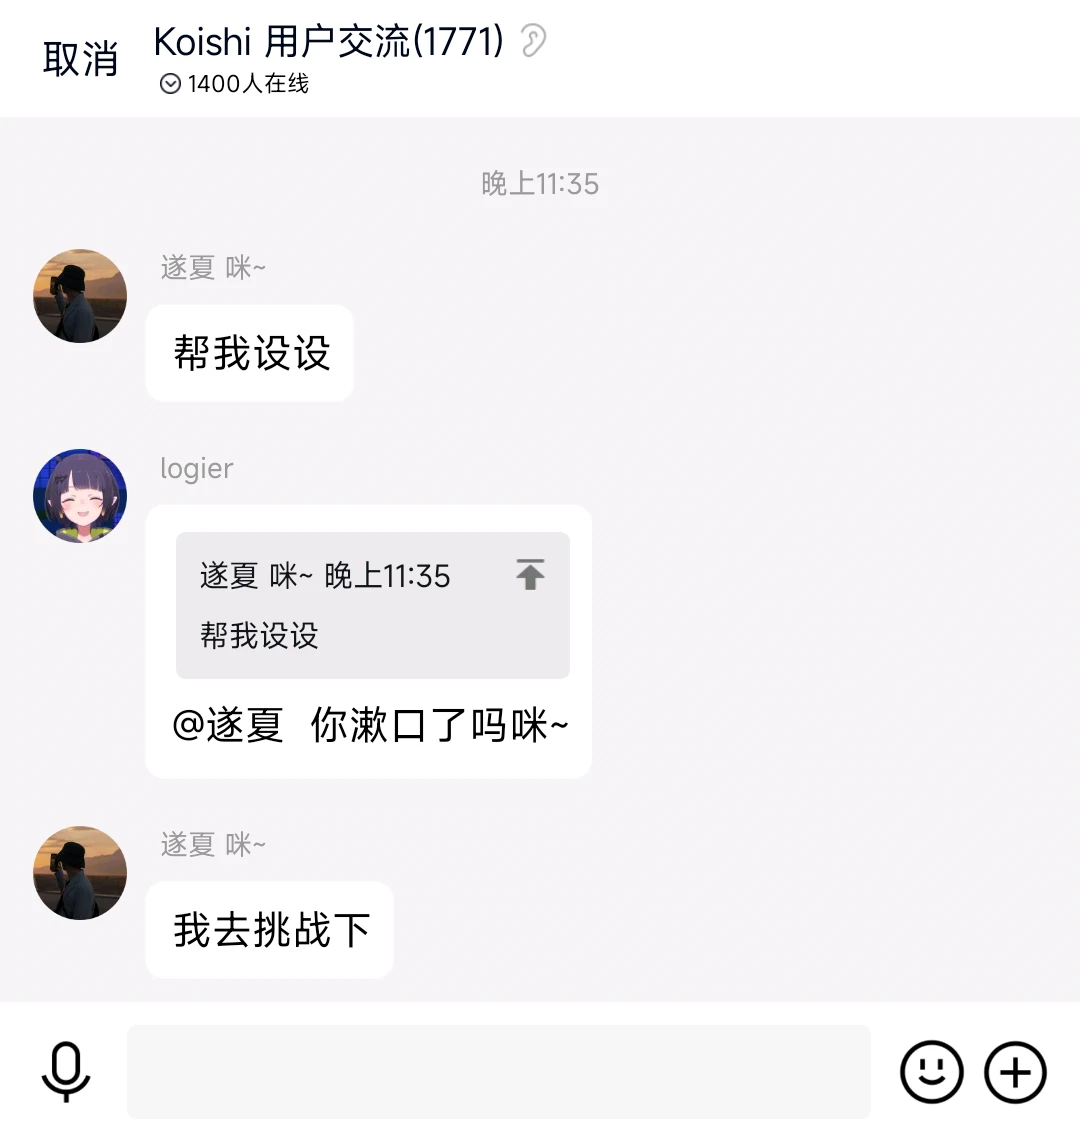 取消
Koishi 用户交流(1771)
1400人在线
晚上11:35
遂夏 咪~
帮我设设
logier
遂夏 咪~ 晚上11:35
帮我设设
@遂夏 你漱口了吗咪~
遂夏 咪~
我去挑战下